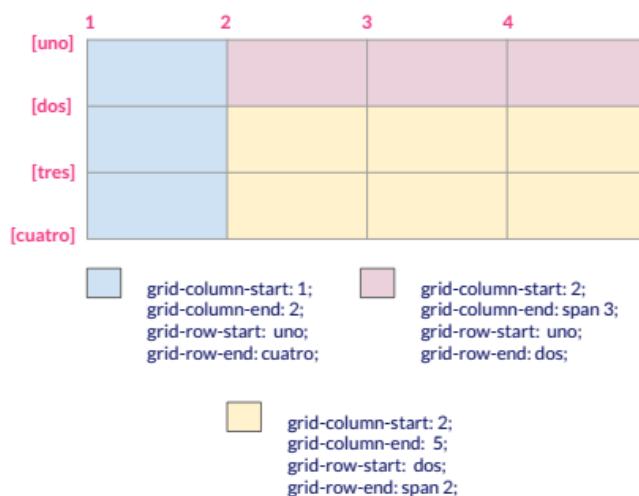 1 2 3 4
[uno]
[dos]
[tres]
[cuatro]
grid-column-start: 1;
grid-column-end: 2;
grid-row-start: uno;
grid-row-end: cuatro;
grid-column-start: 2;
grid-column-end: span 3;
grid-row-start: uno;
grid-row-end: dos;
grid-column-start: 2;
grid-column-end: 5;
grid-row-start: dos;
grid-row-end: span 2;